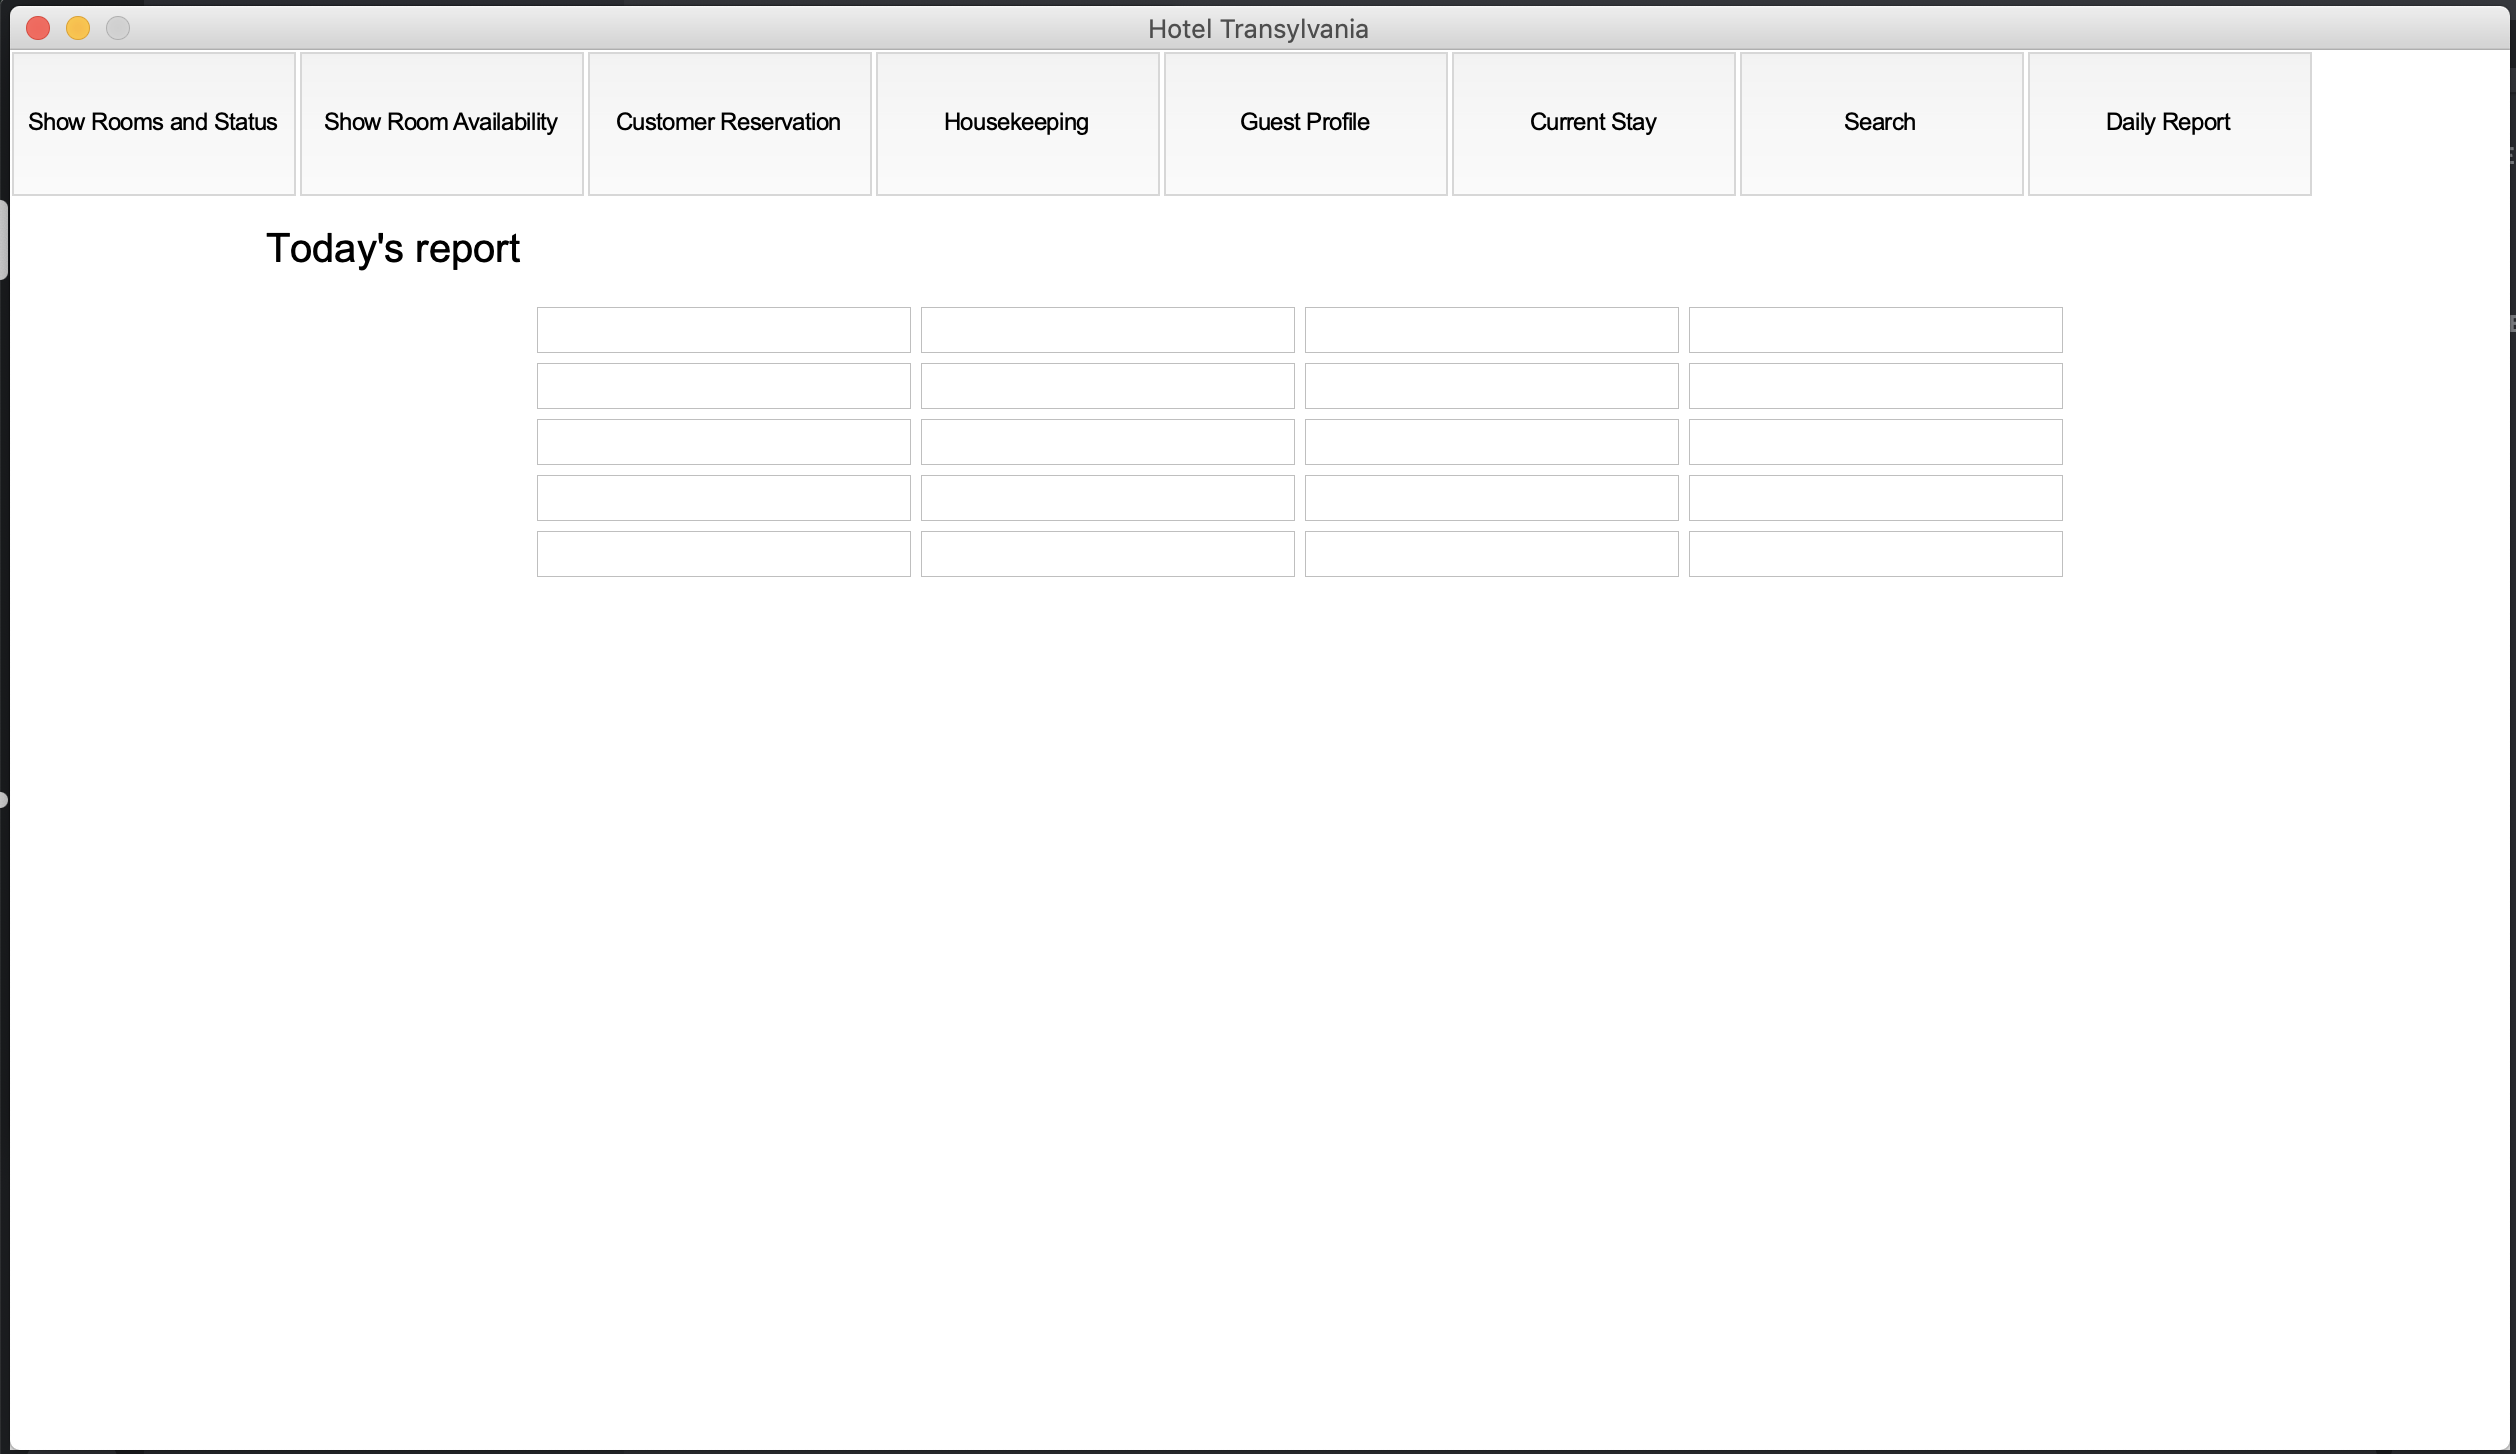 Hotel Transylvania
Show Rooms and Status
Show Room Availability
Customer Reservation
Housekeeping
Guest Profile
Current Stay
Search
Daily Report
Today's report